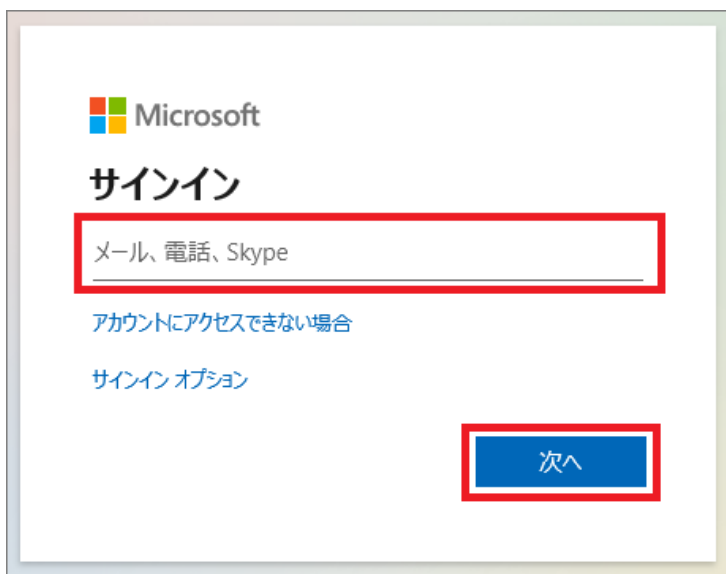 Microsoft
サインイン
メール、電話、Skype
アカウントにアクセスできない場合
サインイン オプション
次へ